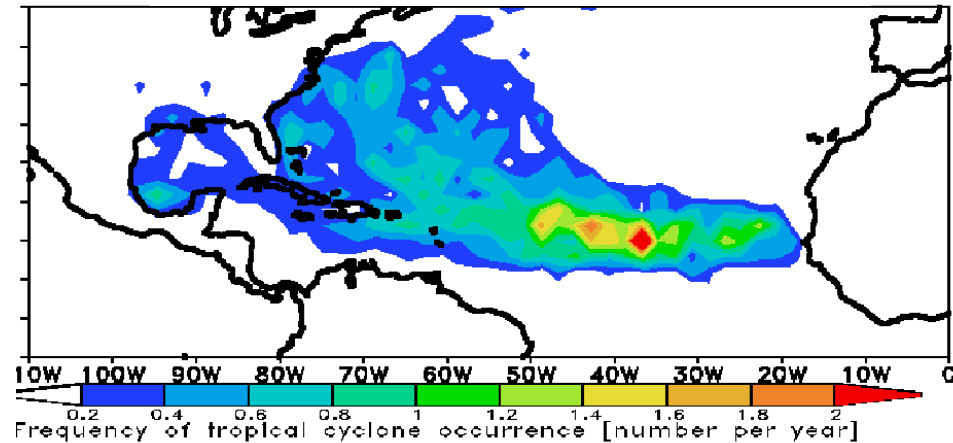 10W 100W 90W 80W 70W 60W 50W 40W 30W 20W 10W 0
0.2 0.4 0.6 0.8 1 1.2 1.4 1.6 1.8 2
Frequency of tropical cyclone occurrence [number per year]